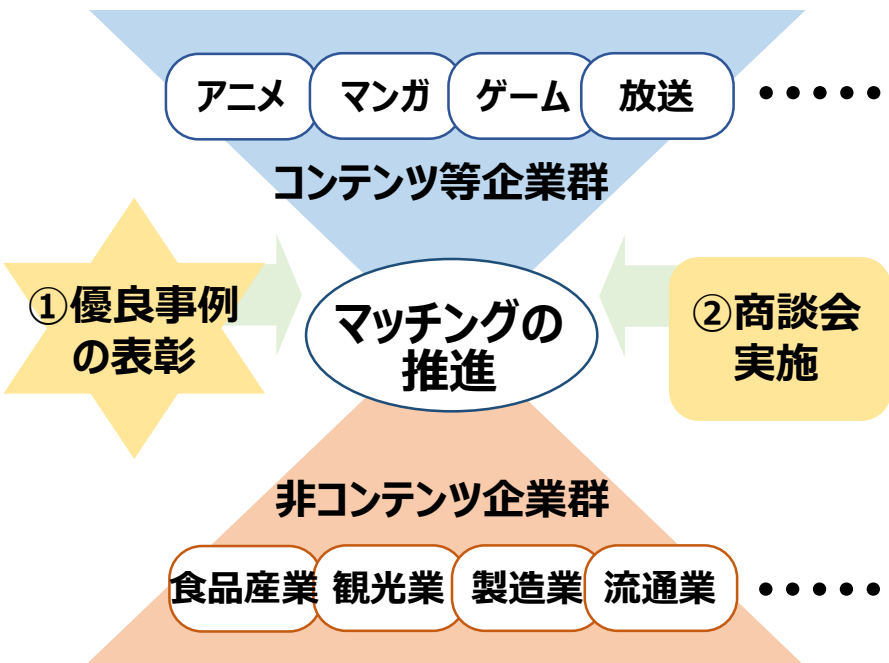 アニメ マンガ ゲーム 放送 ・・・・・
コンテンツ等企業群
①優良事例
の表彰
マッチングの
推進
②商談会
実施
非コンテンツ企業群
食品産業 観光業 製造業 流通業 ・・・・・